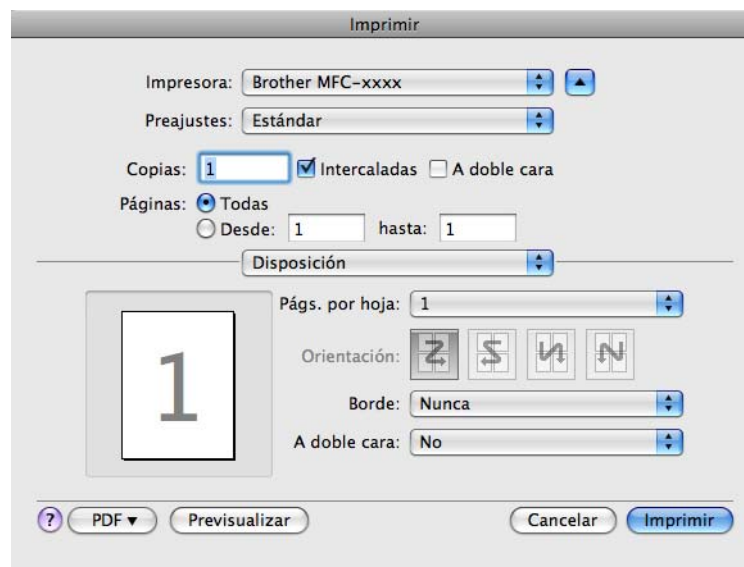 Imprimir
Impresora: Brother MFC-xxxx
Preajustes: Estándar
Copias: 1 Intercaladas A doble cara
Páginas: Todas
Desde: 1 hasta: 1
Disposición
Págs. por hoja: 1
1
Orientación:
Borde: Nunca
A doble cara: No
? PDF ▼ Previsualizar Cancelar Imprimir